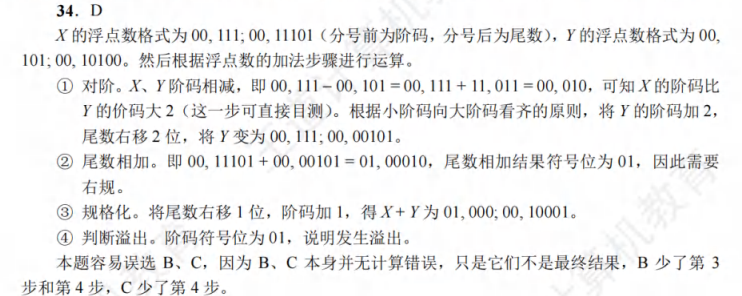 34．D
X 的浮点数格式为 00, 111; 00, 11101（分号前为阶码，分号后为尾数），Y 的浮点数格式为 00,
101; 00, 10100。然后根据浮点数的加法步骤进行运算。
① 对阶。X、Y 阶码相减，即 00, 111 – 00, 101 = 00, 111 + 11, 011 = 00, 010，可知 X 的阶码比
Y 的价码大 2（这一步可直接目测）。根据小阶码向大阶码看齐的原则，将 Y 的阶码加 2，
尾数右移 2 位，将 Y 变为 00, 111; 00, 00101。
② 尾数相加。即 00, 11101 + 00, 00101 = 01, 00010，尾数相加结果符号位为 01，因此需要
右规。
③ 规格化。将尾数右移 1 位，阶码加 1，得 X + Y 为 01, 000; 00, 10001。
④ 判断溢出。阶码符号位为 01，说明发生溢出。
本题容易误选 B、C，因为 B、C 本身并无计算错误，只是它们不是最终结果，B 少了第 3
步和第 4 步，C 少了第 4 步。